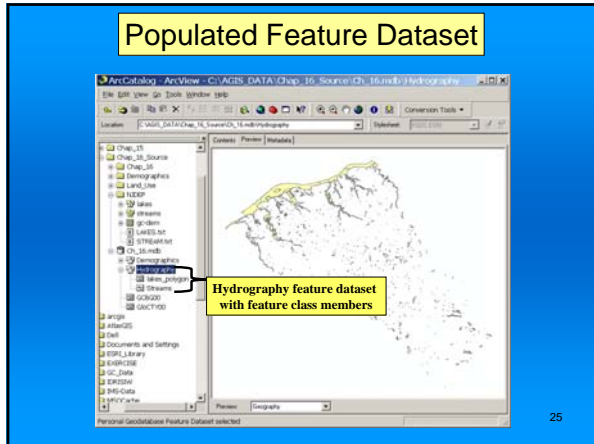 Populated Feature Dataset
ArcCatalog - ArcView - C:\AGIS_DATA\Chap_16_Source\Ch_16.mdb\Hydrography
File Edit View Go Tools Window Help
Conversion Tools
Location: C:\AGIS_DATA\Chap_16_Source\Ch_16.mdb\Hydrography
Stylesheet:
Contents Preview Metadata
Chap_15
Chap_16_Source
Chap_16
Demographics
Land_Use
NJDEP
lakes
streams
gc-dem
LAKES.txt
STREAM.txt
Ch_16.mdb
Demographics
Hydrography
lakes_polygon
Streams
GCBG00
Hydrography feature dataset
with feature class members
arcgis
AtlasGIS
Dell
Documents and Settings
ESRI_Library
EXERCISE
GC_Data
IDRISIW
IMS-Data
MSOCache
Preview: Geography
Personal Geodatabase Feature Dataset selected
25